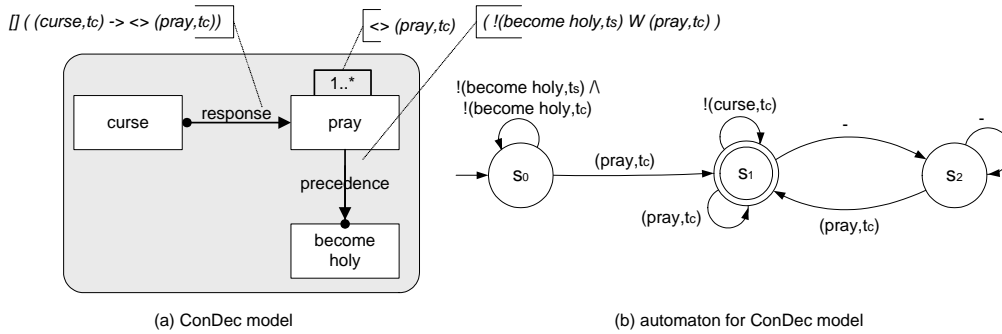 [] ( (curse,tc) -> <> (pray,tc))
<> (pray,tc)
( !(become holy,ts) W (pray,tc) )
1..*
curse
response
pray
precedence
become
holy
(a) ConDec model
!(become holy,ts) /\
!(become holy,tc)
s0
(pray,tc)
!(curse,tc)
s1
(pray,tc)
-
(pray,tc)
-
s2
(b) automaton for ConDec model